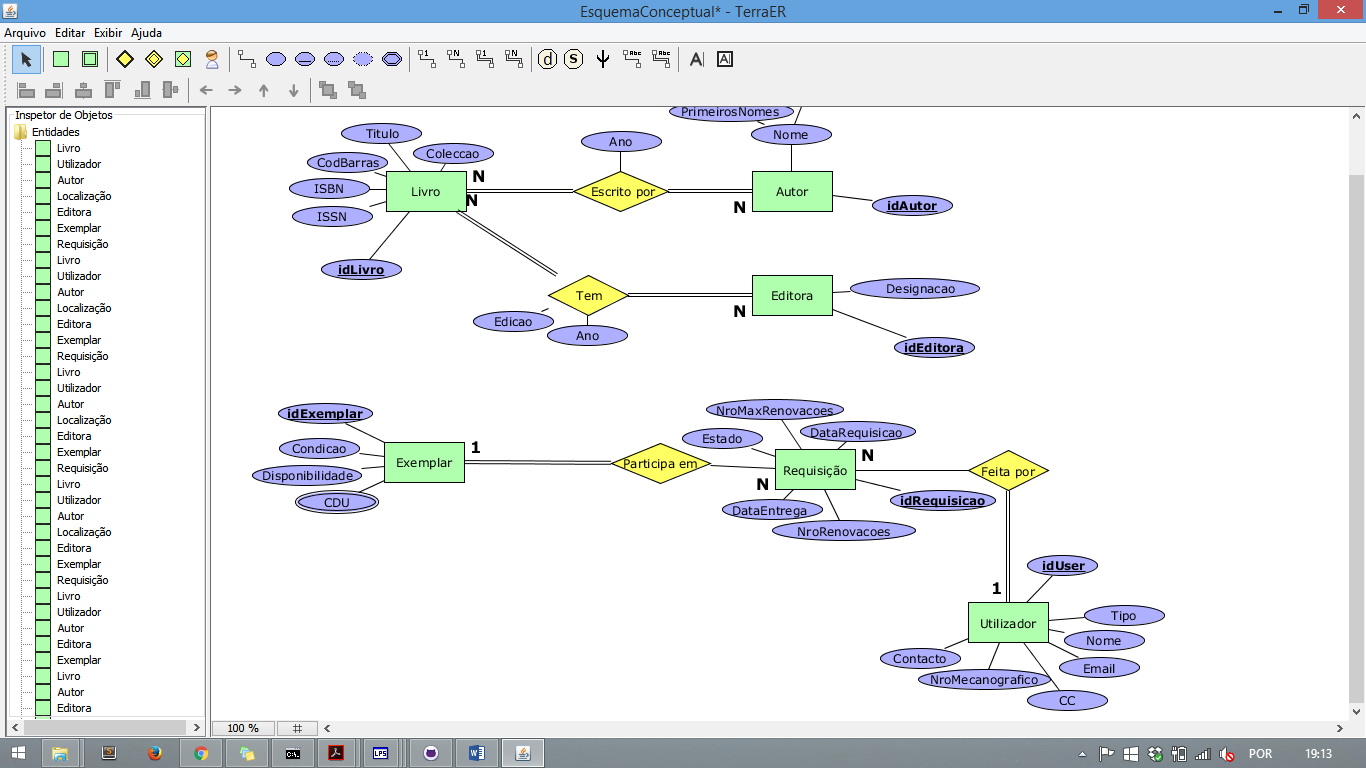 EsquemaConceptual* - TerraER
Arquivo Editar Exibir Ajuda
1 N 1 N d S Abc Abc A A
Inspetor de Objetos
Entidades
Livro
Utilizador
Autor
Localização
Editora
Exemplar
Requisição
Livro
Utilizador
Autor
Localização
Editora
Exemplar
Requisição
Livro
Utilizador
Autor
Localização
Editora
Exemplar
Requisição
Livro
Utilizador
Autor
Localização
Editora
Exemplar
Requisição
Livro
Utilizador
Autor
Editora
Exemplar
Livro
Autor
Editora
PrimeirosNomes
Titulo
Nome
Ano
Coleccao
CodBarras
N
ISBN
Livro
Escrito por
Autor
N
N
ISSN
idAutor
idLivro
Tem
Editora
Designacao
N
Edicao
Ano
idEditora
idExemplar
NroMaxRenovacoes
Estado
DataRequisicao
Condicao
1
N
Exemplar
Participa em
Requisição
Feita por
Disponibilidade
N
CDU
idRequisicao
DataEntrega
NroRenovacoes
idUser
1
Tipo
Utilizador
Nome
Contacto
Email
NroMecanografico
CC
100 %
C:\.
LPS
W
POR
19:13